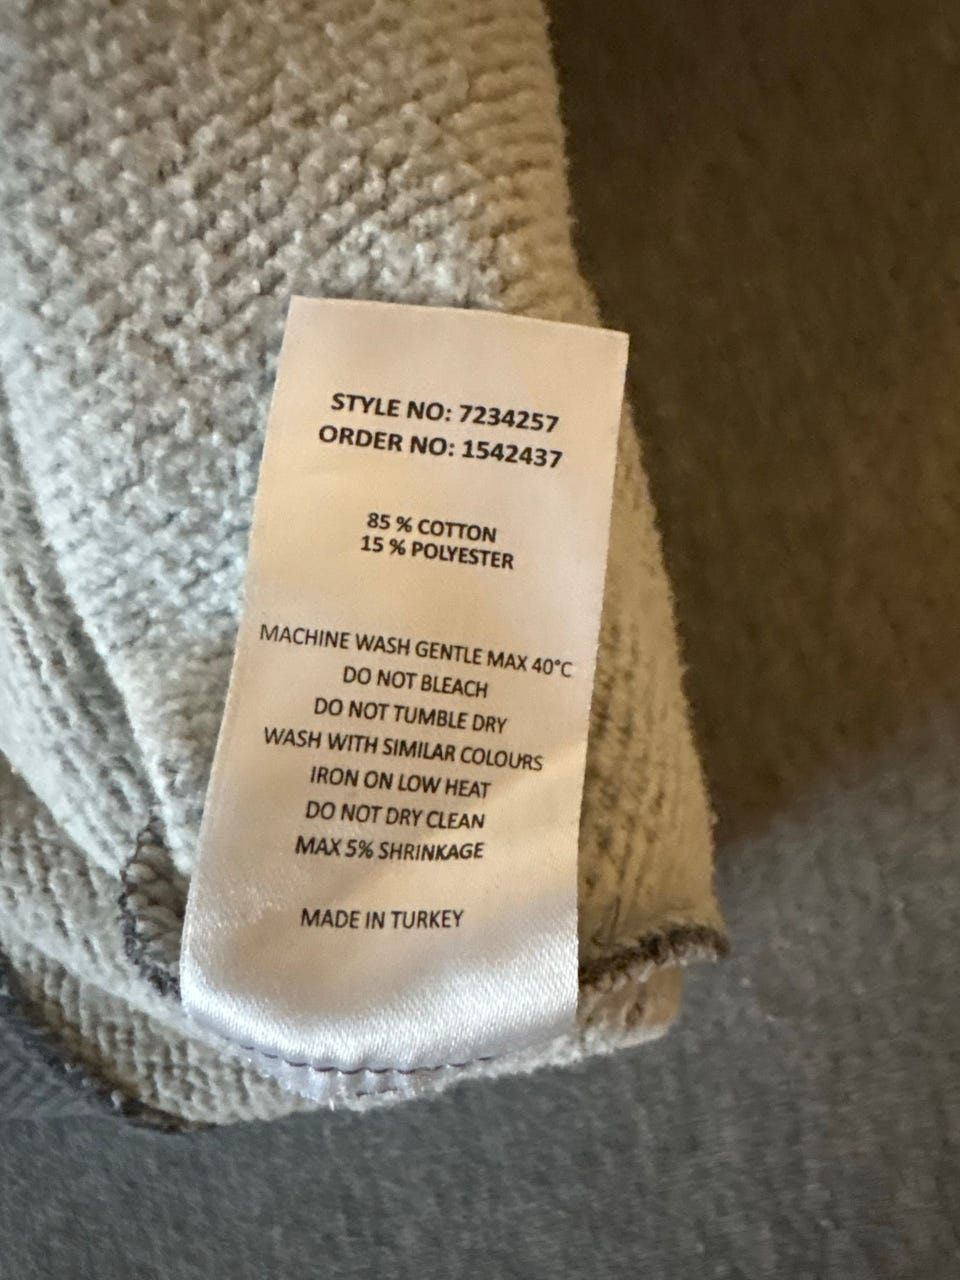 STYLE NO: 7234257
ORDER NO: 1542437
85 % COTTON
15 % POLYESTER
MACHINE WASH GENTLE MAX 40°C
DO NOT BLEACH
DO NOT TUMBLE DRY
WASH WITH SIMILAR COLOURS
IRON ON LOW HEAT
DO NOT DRY CLEAN
MAX 5% SHRINKAGE
MADE IN TURKEY